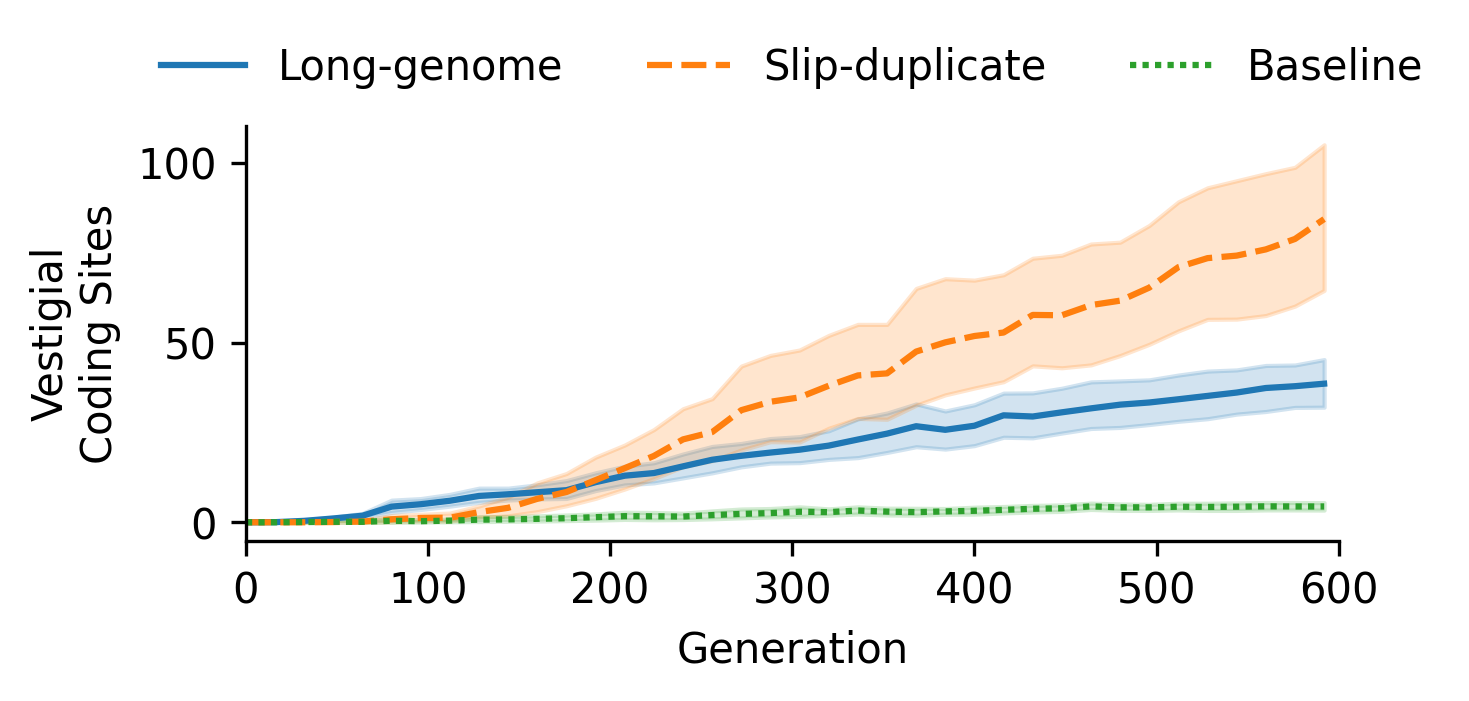 Long-genome Slip-duplicate Baseline
100
50
0
Vestigial
Coding Sites
0 100 200 300 400 500 600
Generation